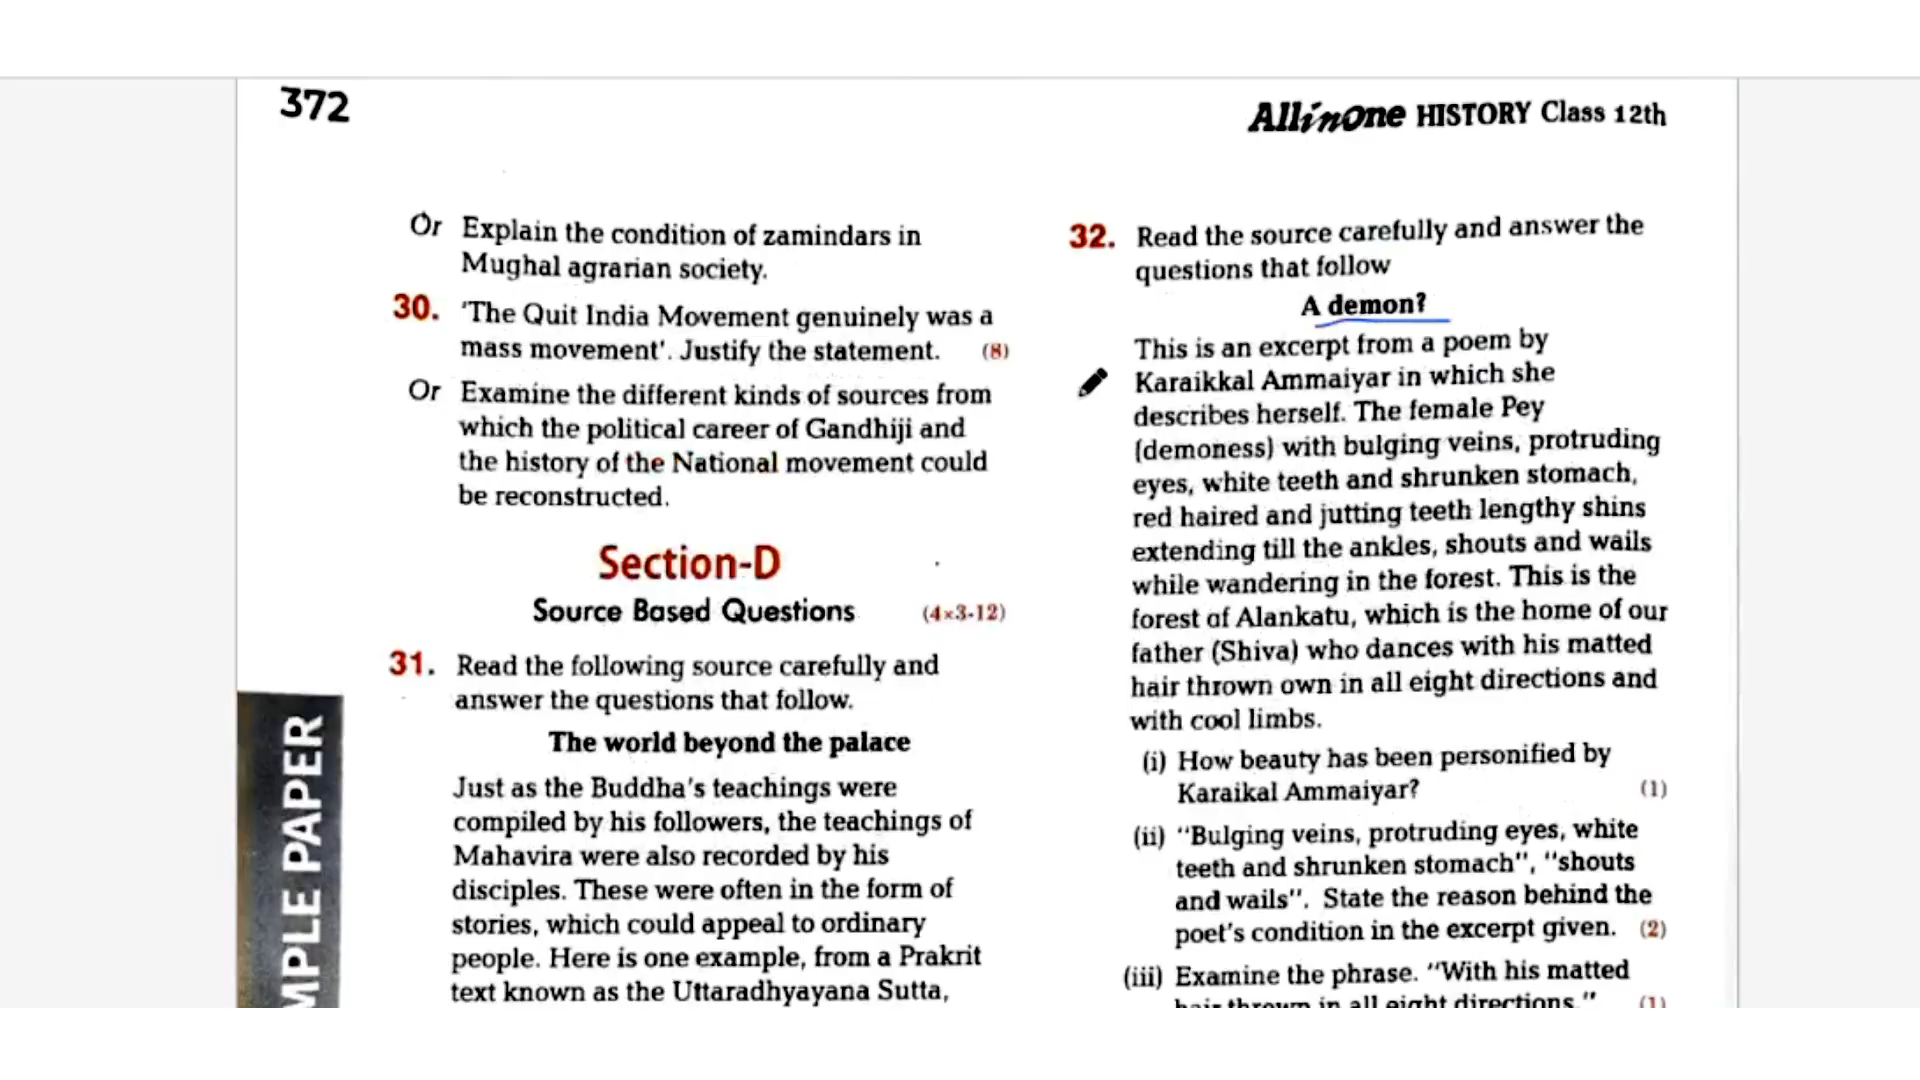 372
All in One HISTORY Class 12th
Or Explain the condition of zamindars in
Mughal agrarian society.
30. 'The Quit India Movement genuinely was a
mass movement'. Justify the statement. (8)
Or Examine the different kinds of sources from
which the political career of Gandhiji and
the history of the National movement could
be reconstructed.
Section-D
Source Based Questions (4×3-12)
31. Read the following source carefully and
answer the questions that follow.
The world beyond the palace
Just as the Buddha's teachings were
compiled by his followers, the teachings of
Mahavira were also recorded by his
disciples. These were often in the form of
stories, which could appeal to ordinary
people. Here is one example, from a Prakrit
text known as the Uttaradhyayana Sutta,
32. Read the source carefully and answer the
questions that follow
A demon?
This is an excerpt from a poem by
Karaikkal Ammaiyar in which she
describes herself. The female Pey
(demoness) with bulging veins, protruding
eyes, white teeth and shrunken stomach,
red haired and jutting teeth lengthy shins
extending till the ankles, shouts and wails
while wandering in the forest. This is the
forest of Alankatu, which is the home of our
father (Shiva) who dances with his matted
hair thrown own in all eight directions and
with cool limbs.
(i) How beauty has been personified by
Karaikal Ammaiyar? (1)
(ii) "Bulging veins, protruding eyes, white
teeth and shrunken stomach", "shouts
and wails". State the reason behind the
poet's condition in the excerpt given. (2)
(iii) Examine the phrase. "With his matted
hair thrown in all eight directions." (1)
MPLE PAPER